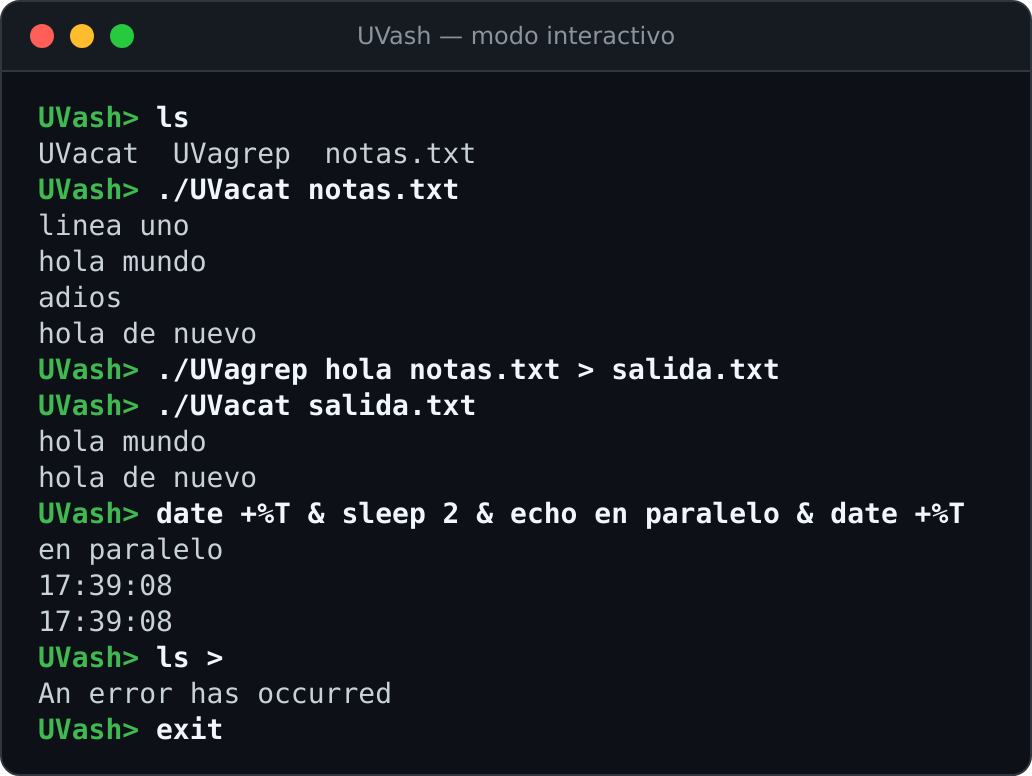 UVash — modo interactivo
UVash> ls
UVacat  UVagrep  notas.txt
UVash> ./UVacat notas.txt
linea uno
hola mundo
adios
hola de nuevo
UVash> ./UVagrep hola notas.txt > salida.txt
UVash> ./UVacat salida.txt
hola mundo
hola de nuevo
UVash> date +%T & sleep 2 & echo en paralelo & date +%T
en paralelo
17:39:08
17:39:08
UVash> ls >
An error has occurred
UVash> exit